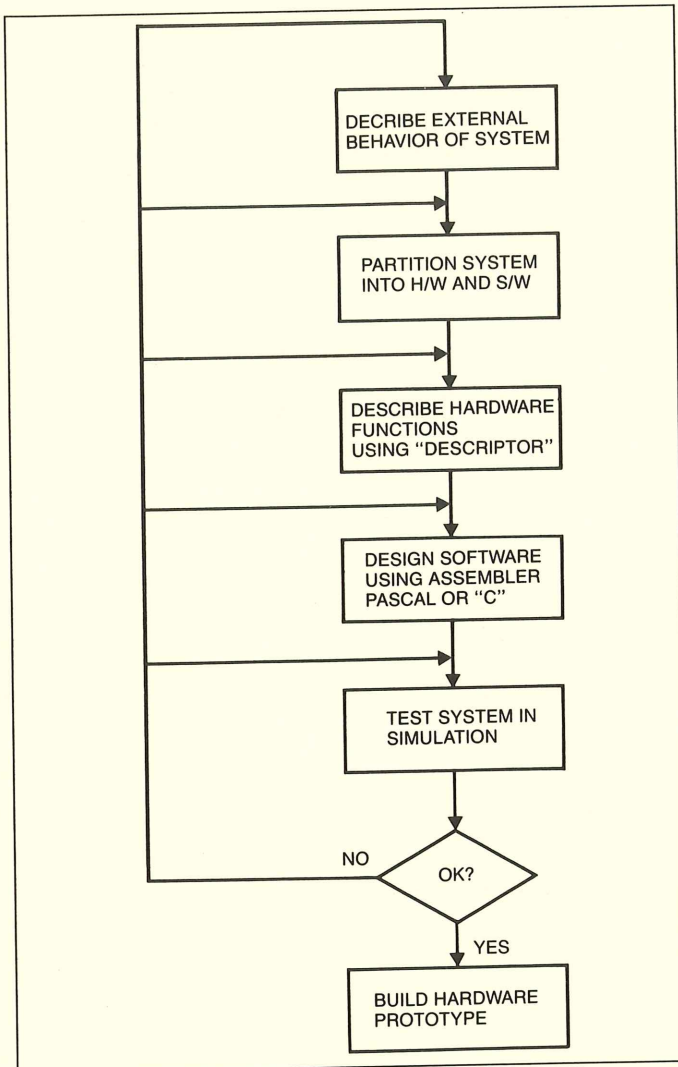 DECRIBE EXTERNAL
BEHAVIOR OF SYSTEM
PARTITION SYSTEM
INTO H/W AND S/W
DESCRIBE HARDWARE
FUNCTIONS
USING “DESCRIPTOR”
DESIGN SOFTWARE
USING ASSEMBLER
PASCAL OR “C”
TEST SYSTEM IN
SIMULATION
NO
OK?
YES
BUILD HARDWARE
PROTOTYPE